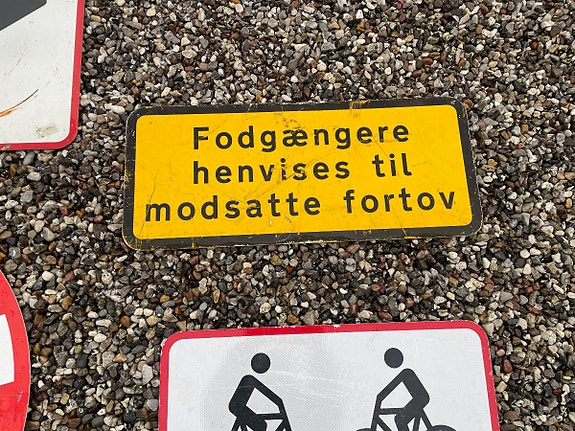 Fodgængere
henvises til
modsatte fortov